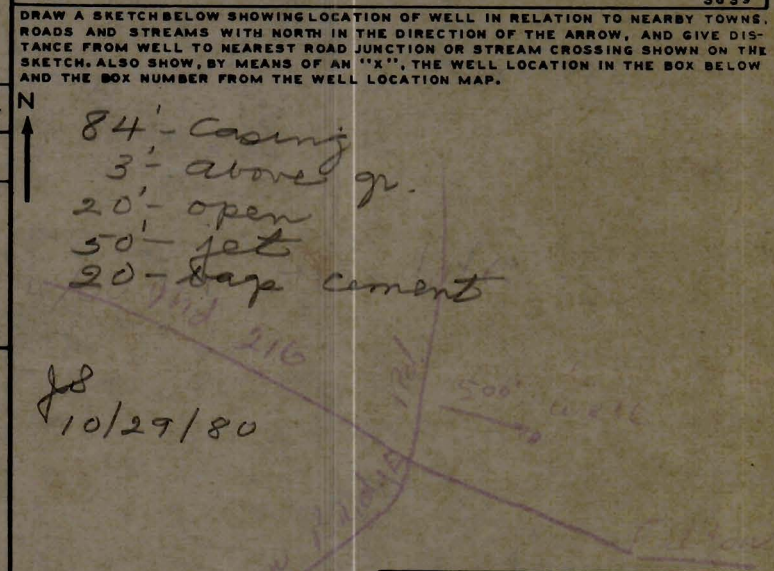 DRAW A SKETCH BELOW SHOWING LOCATION OF WELL IN RELATION TO NEARBY TOWNS,
ROADS AND STREAMS WITH NORTH IN THE DIRECTION OF THE ARROW, AND GIVE DIS-
TANCE FROM WELL TO NEAREST ROAD JUNCTION OR STREAM CROSSING SHOWN ON THE
SKETCH. ALSO SHOW, BY MEANS OF AN "X", THE WELL LOCATION IN THE BOX BELOW
AND THE BOX NUMBER FROM THE WELL LOCATION MAP.
N
84'- Casing
3'- above gr.
20'- open
50'- jet
20- bags cement
Md 216
500'
JS
10/29/80